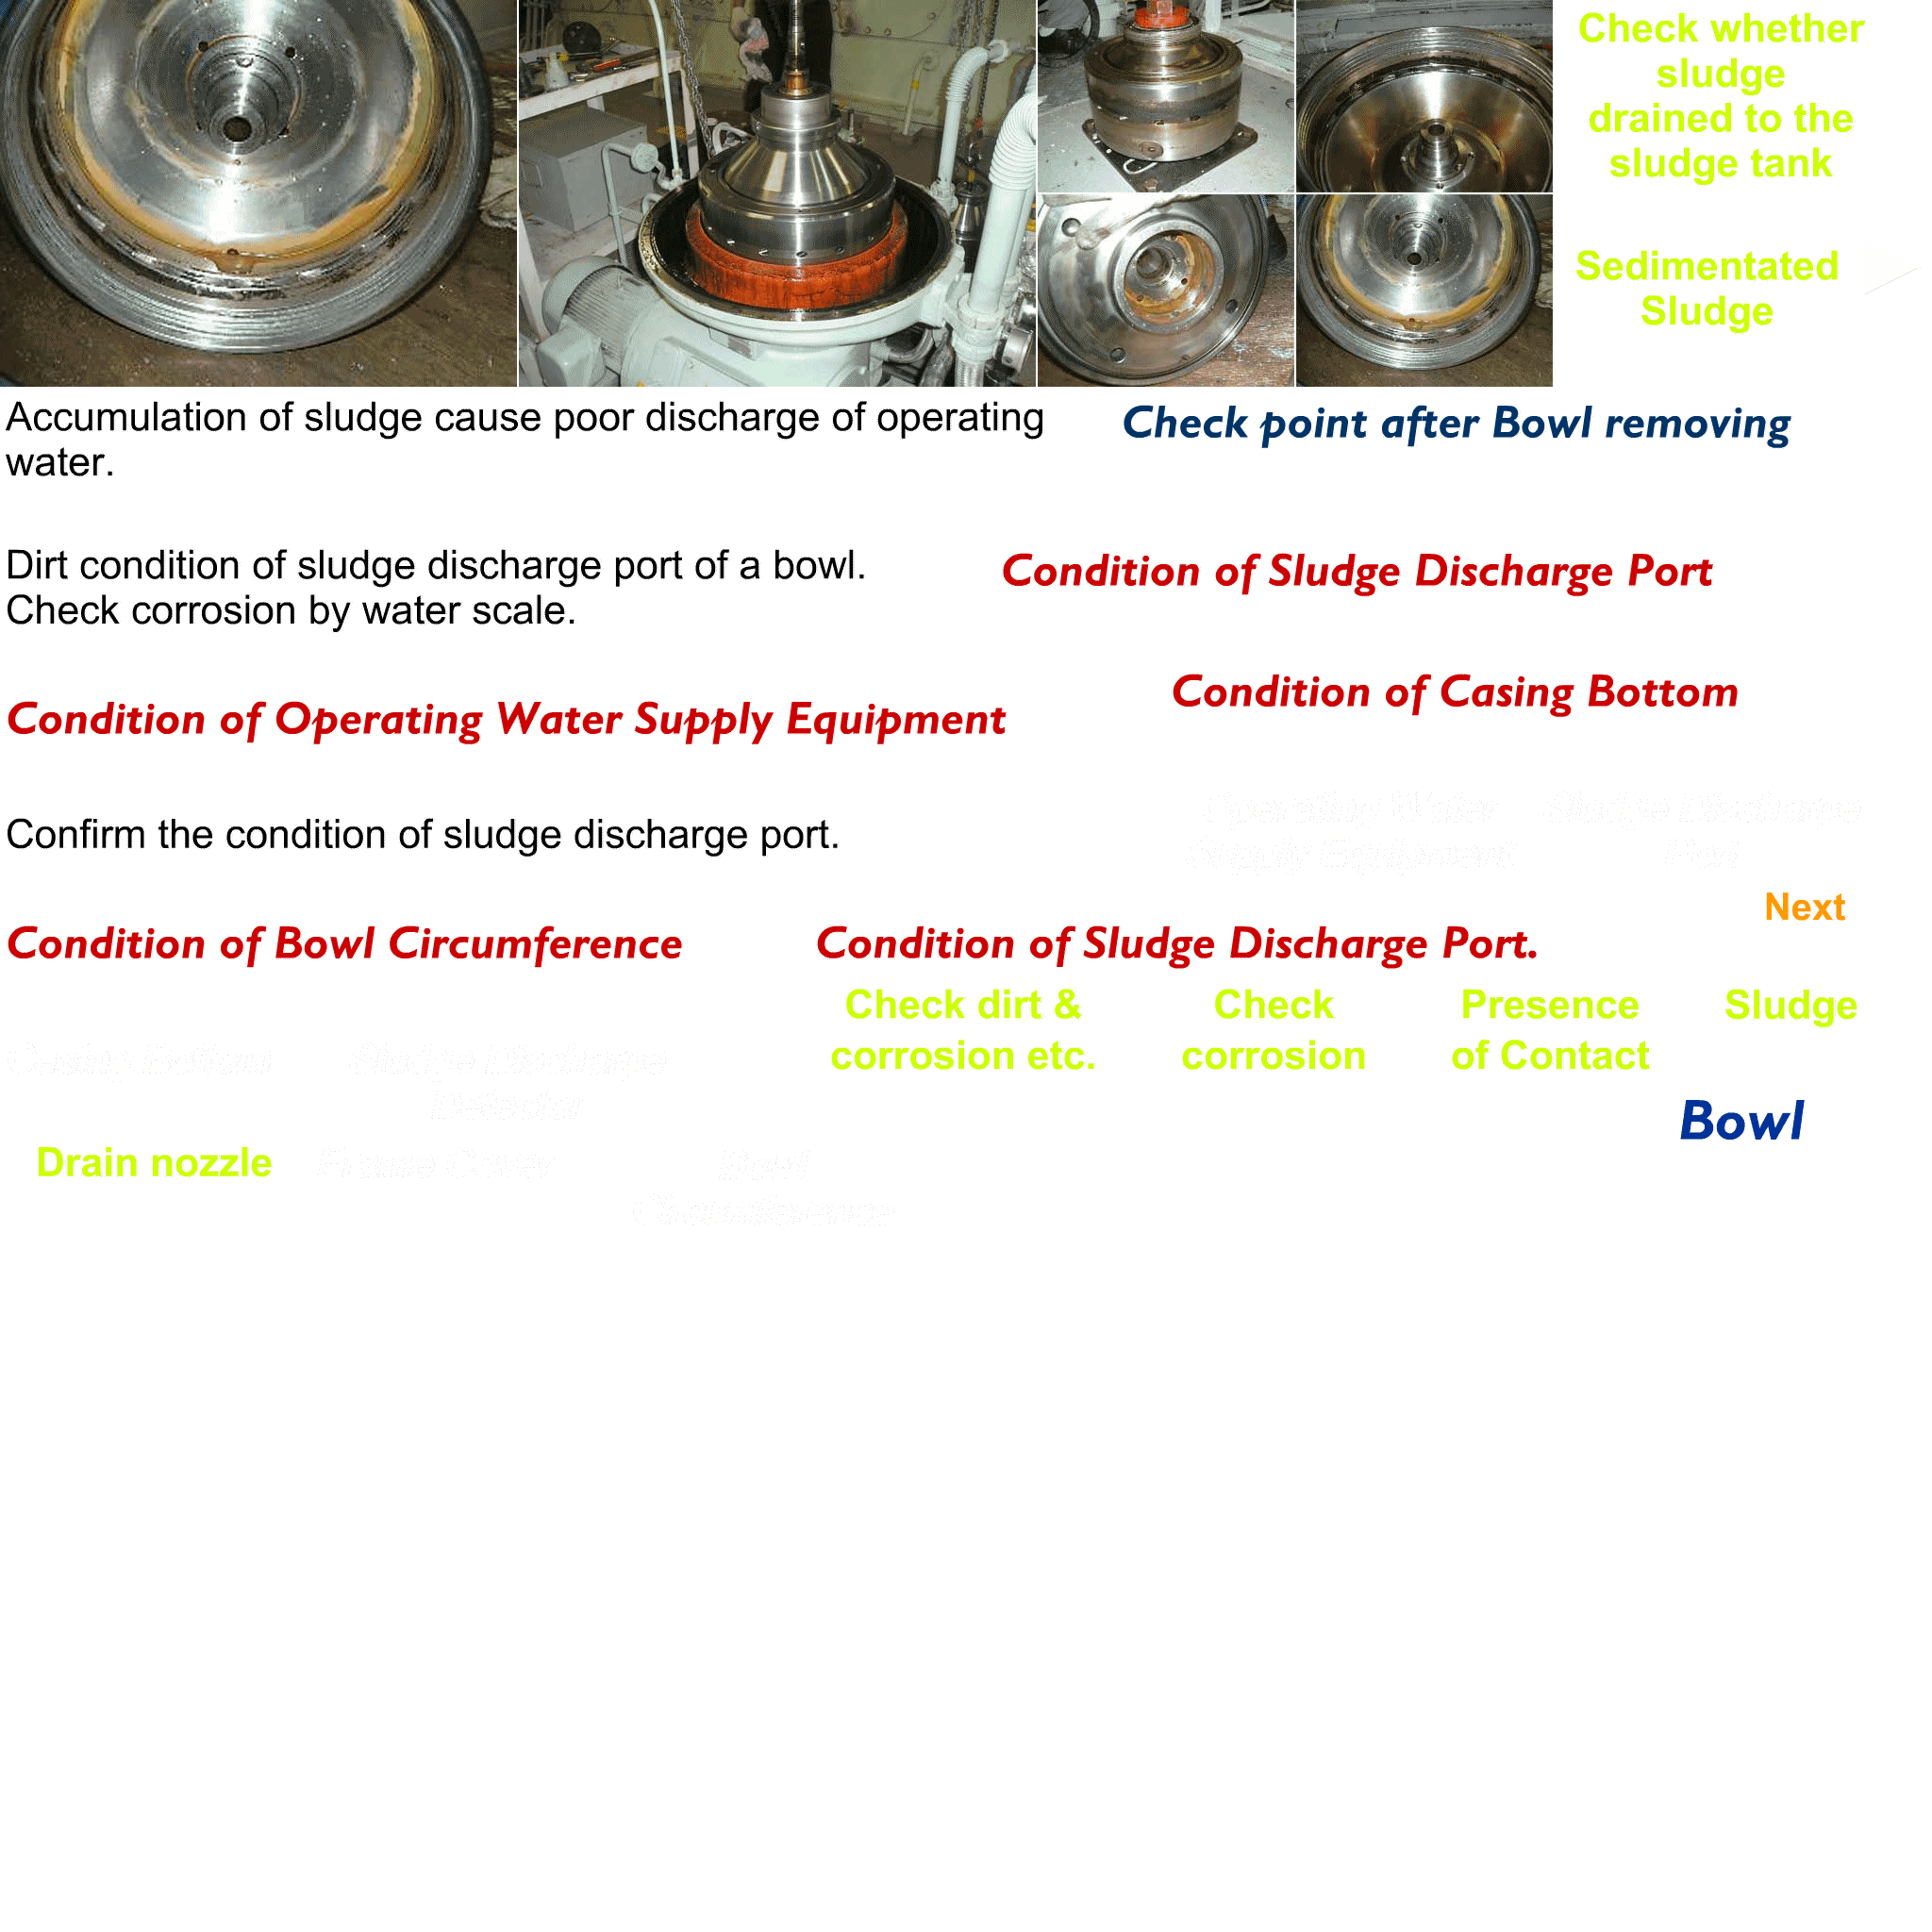 Check whether
sludge
drained to the
sludge tank
Sedimentated
Sludge
Accumulation of sludge cause poor discharge of operating
water.
Check point after Bowl removing
Dirt condition of sludge discharge port of a bowl.
Check corrosion by water scale.
Condition of Sludge Discharge Port
Condition of Casing Bottom
Condition of Operating Water Supply Equipment
Operating Water
Supply Equipment
Sludge Discharge
Port
Confirm the condition of sludge discharge port.
Next
Condition of Bowl Circumference
Condition of Sludge Discharge Port.
Check dirt &
corrosion etc.
Check
corrosion
Presence
of Contact
Sludge
Casing Bottom
Sludge Discharge
Detector
Bowl
Drain nozzle
Frame Cover
Bowl
Circumference